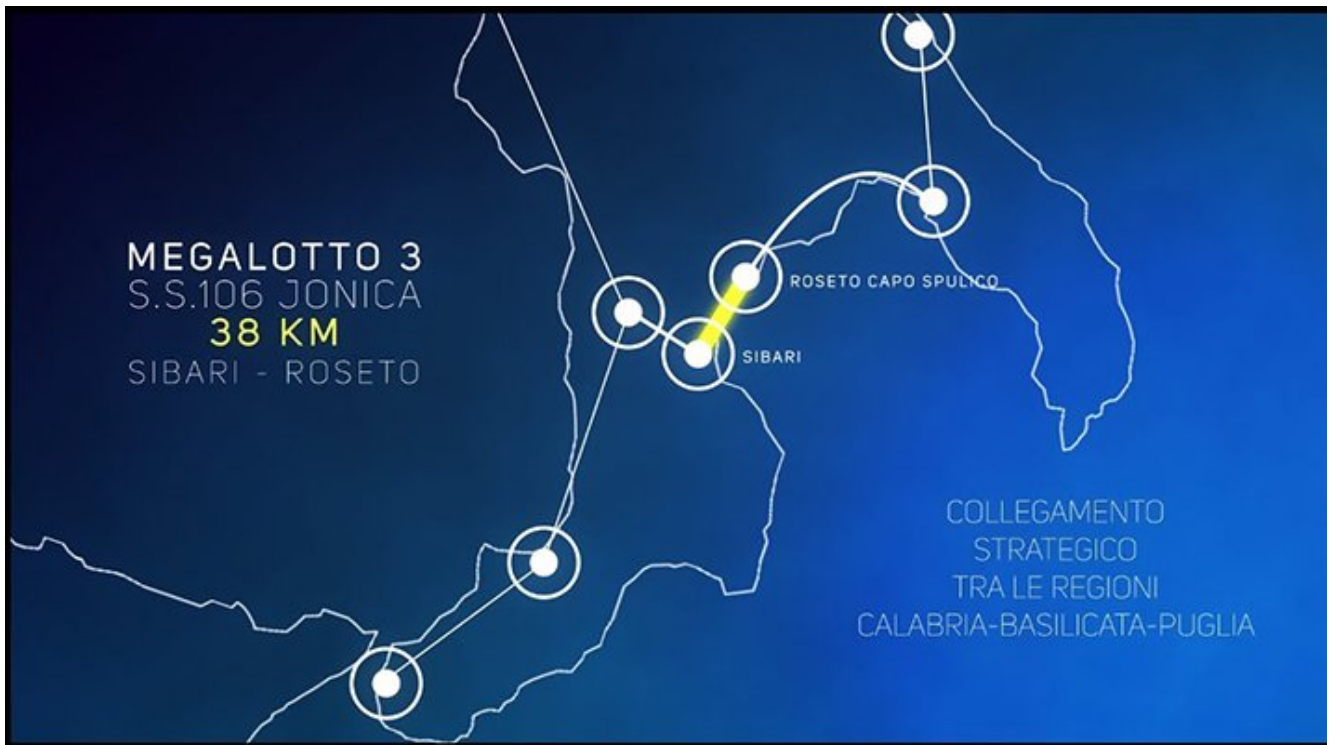 MEGALOTTO 3
S.S.106 JONICA
38 KM
SIBARI - ROSETO
ROSETO CAPO SPULICO
SIBARI
COLLEGAMENTO
STRATEGICO
TRA LE REGIONI
CALABRIA-BASILICATA-PUGLIA